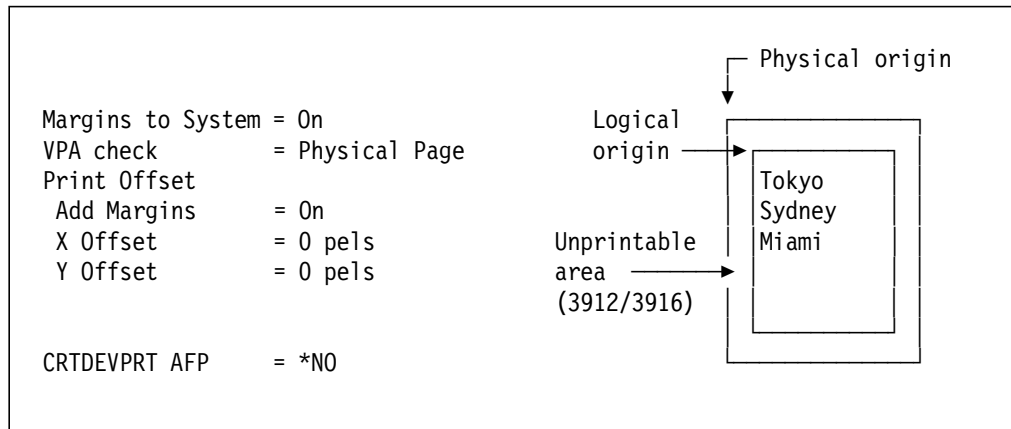 Physical origin
Margins to System = On
Logical
VPA check = Physical Page
origin
Print Offset
Tokyo
Add Margins = On
Sydney
X Offset = 0 pels
Unprintable
Miami
Y Offset = 0 pels
area
(3912/3916)
CRTDEVPRT AFP = *NO